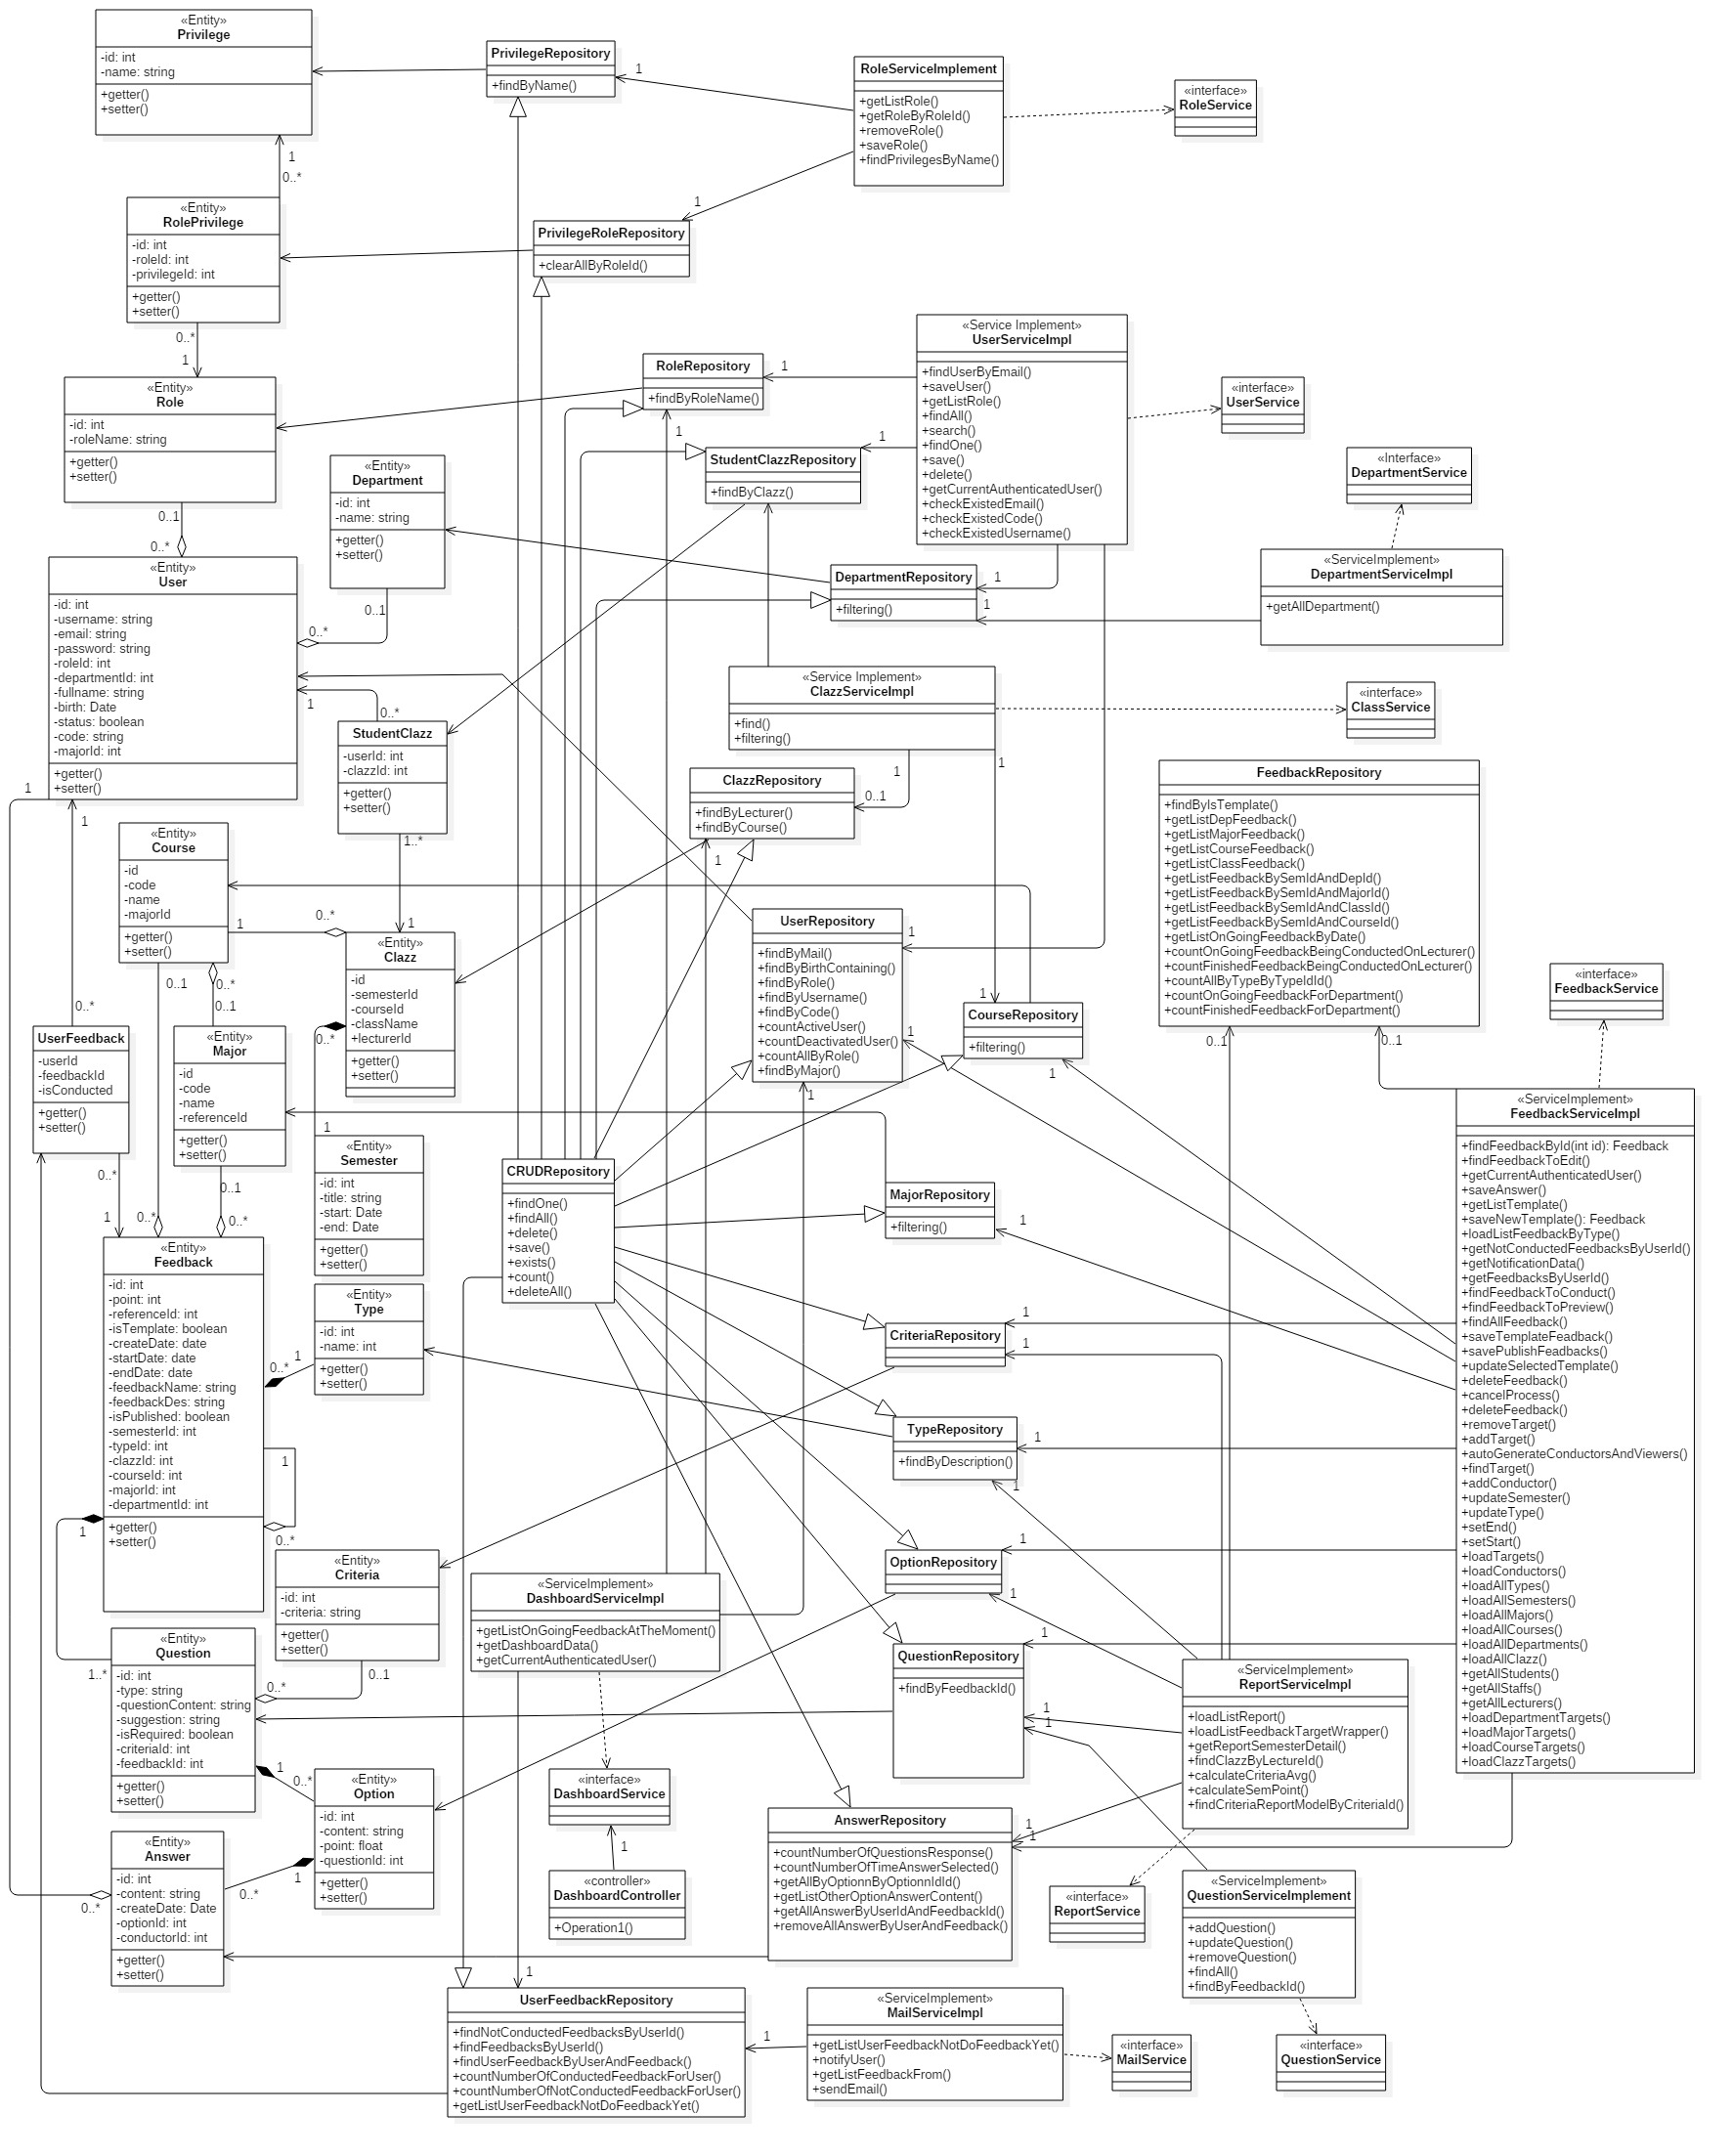 «Entity»
Privilege
-id: int
-name: string
+getter()
+setter()
1
0..*
«Entity»
RolePrivilege
-id: int
-roleId: int
-privilegeId: int
+getter()
+setter()
0..*
1
«Entity»
Role
-id: int
-roleName: string
+getter()
+setter()
0..1
0..*
«Entity»
User
-id: int
-username: string
-email: string
-password: string
-roleId: int
-departmentId: int
-fullname: string
-birth: Date
-status: boolean
-code: string
-majorId: int
+getter()
+setter()
1
1
0..*
«Entity»
Department
-id: int
-name: string
+getter()
+setter()
0..1
0..*
1
0..*
StudentClazz
-userId: int
-clazzId: int
+getter()
+setter()
1..*
1
«Entity»
Course
-id
-code
-name
-majorId
+getter()
+setter()
1
0..*
0..1
0..*
0..1
«Entity»
Clazz
-id
-semesterId
-courseId
-className
+lecturerId
+getter()
+setter()
0..*
1
UserFeedback
-userId
-feedbackId
-isConducted
+getter()
+setter()
0..*
1
«Entity»
Major
-id
-code
-name
-referenceId
+getter()
+setter()
0..1
0..*
0..*
«Entity»
Semester
-id: int
-title: string
-start: Date
-end: Date
+getter()
+setter()
«Entity»
Feedback
-id: int
-point: int
-referenceId: int
-isTemplate: boolean
-createDate: date
-startDate: date
-endDate: date
-feedbackName: string
-feedbackDes: string
-isPublished: boolean
-semesterId: int
-typeId: int
-clazzId: int
-courseId: int
-majorId: int
-departmentId: int
+getter()
+setter()
1
0..*
1
0..*
1
1..*
«Entity»
Type
-id: int
-name: int
+getter()
+setter()
«Entity»
Criteria
-id: int
-criteria: string
+getter()
+setter()
0..1
0..*
«Entity»
Question
-id: int
-type: string
-questionContent: string
-suggestion: string
-isRequired: boolean
-criteriaId: int
-feedbackId: int
+getter()
+setter()
1
0..*
«Entity»
Option
-id: int
-content: string
-point: float
-questionId: int
+getter()
+setter()
1
0..*
«Entity»
Answer
-id: int
-content: string
-createDate: Date
-optionId: int
-conductorId: int
+getter()
+setter()
0..*
PrivilegeRepository
+findByName()
1
RoleServiceImplement
+getListRole()
+getRoleByRoleId()
+removeRole()
+saveRole()
+findPrivilegesByName()
«interface»
RoleService
1
PrivilegeRoleRepository
+clearAllByRoleId()
RoleRepository
+findByRoleName()
1
1
«Service Implement»
UserServiceImpl
+findUserByEmail()
+saveUser()
+getListRole()
+findAll()
+search()
+findOne()
+save()
+delete()
+getCurrentAuthenticatedUser()
+checkExistedEmail()
+checkExistedCode()
+checkExistedUsername()
«interface»
UserService
StudentClazzRepository
+findByClazz()
1
«Interface»
DepartmentService
DepartmentRepository
+filtering()
1
1
«ServiceImplement»
DepartmentServiceImpl
+getAllDepartment()
«Service Implement»
ClazzServiceImpl
+find()
+filtering()
1
0..1
1
1
«interface»
ClassService
ClazzRepository
+findByLecturer()
+findByCourse()
1
FeedbackRepository
+findByIsTemplate()
+getListDepFeedback()
+getListMajorFeedback()
+getListCourseFeedback()
+getListClassFeedback()
+getListFeedbackBySemIdAndDepId()
+getListFeedbackBySemIdAndMajorId()
+getListFeedbackBySemIdAndClassId()
+getListFeedbackBySemIdAndCourseId()
+getListOnGoingFeedbackByDate()
+countOnGoingFeedbackBeingConductedOnLecturer()
+countFinishedFeedbackBeingConductedOnLecturer()
+countAllByTypeByTypeIdId()
+countOnGoingFeedbackForDepartment()
+countFinishedFeedbackForDepartment()
0..1
0..1
«interface»
FeedbackService
UserRepository
+findByMail()
+findByBirthContaining()
+findByRole()
+findByUsername()
+findByCode()
+countActiveUser()
+countDeactivatedUser()
+countAllByRole()
+findByMajor()
1
1
1
CourseRepository
+filtering()
1
CRUDRepository
+findOne()
+findAll()
+delete()
+save()
+exists()
+count()
+deleteAll()
MajorRepository
+filtering()
1
«ServiceImplement»
FeedbackServiceImpl
+findFeedbackById(int id): Feedback
+findFeedbackToEdit()
+getCurrentAuthenticatedUser()
+saveAnswer()
+getListTemplate()
+saveNewTemplate(): Feedback
+loadListFeedbackByType()
+getNotConductedFeedbacksByUserId()
+getNotificationData()
+getFeedbacksByUserId()
+findFeedbackToConduct()
+findFeedbackToPreview()
+findAllFeedback()
+saveTemplateFeadback()
+savePublishFeadbacks()
+updateSelectedTemplate()
+deleteFeedback()
+cancelProcess()
+deleteFeedback()
+removeTarget()
+addTarget()
+autoGenerateConductorsAndViewers()
+findTarget()
+addConductor()
+updateSemester()
+updateType()
+setEnd()
+setStart()
+loadTargets()
+loadConductors()
+loadAllTypes()
+loadAllSemesters()
+loadAllMajors()
+loadAllCourses()
+loadAllDepartments()
+loadAllClazz()
+getAllStudents()
+getAllStaffs()
+getAllLecturers()
+loadDepartmentTargets()
+loadMajorTargets()
+loadCourseTargets()
+loadClazzTargets()
CriteriaRepository
1
1
TypeRepository
+findByDescription()
1
1
OptionRepository
1
1
QuestionRepository
+findByFeedbackId()
1
1
1
«ServiceImplement»
DashboardServiceImpl
+getListOnGoingFeedbackAtTheMoment()
+getDashboardData()
+getCurrentAuthenticatedUser()
«interface»
DashboardService
1
«controller»
DashboardController
+Operation1()
«ServiceImplement»
ReportServiceImpl
+loadListReport()
+loadListFeedbackTargetWrapper()
+getReportSemesterDetail()
+findClazzByLectureId()
+calculateCriteriaAvg()
+calculateSemPoint()
+findCriteriaReportModelByCriteriaId()
AnswerRepository
+countNumberOfQuestionsResponse()
+countNumberOfTimeAnswerSelected()
+getAllByOptionnByOptionnIdId()
+getListOtherOptionAnswerContent()
+getAllAnswerByUserIdAndFeedbackId()
+removeAllAnswerByUserAndFeedback()
1
1
«interface»
ReportService
«ServiceImplement»
QuestionServiceImplement
+addQuestion()
+updateQuestion()
+removeQuestion()
+findAll()
+findByFeedbackId()
1
UserFeedbackRepository
+findNotConductedFeedbacksByUserId()
+findFeedbacksByUserId()
+findUserFeedbackByUserAndFeedback()
+countNumberOfConductedFeedbackForUser()
+countNumberOfNotConductedFeedbackForUser()
+getListUserFeedbackNotDoFeedbackYet()
1
«ServiceImplement»
MailServiceImpl
+getListUserFeedbackNotDoFeedbackYet()
+notifyUser()
+getListFeedbackFrom()
+sendEmail()
«interface»
MailService
«interface»
QuestionService